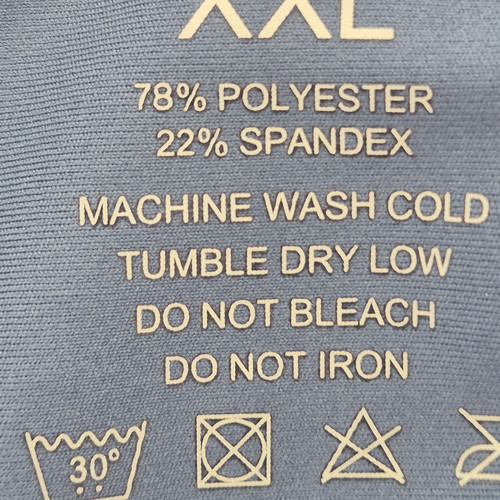 XXL
78% POLYESTER
22% SPANDEX
MACHINE WASH COLD
TUMBLE DRY LOW
DO NOT BLEACH
DO NOT IRON
30°